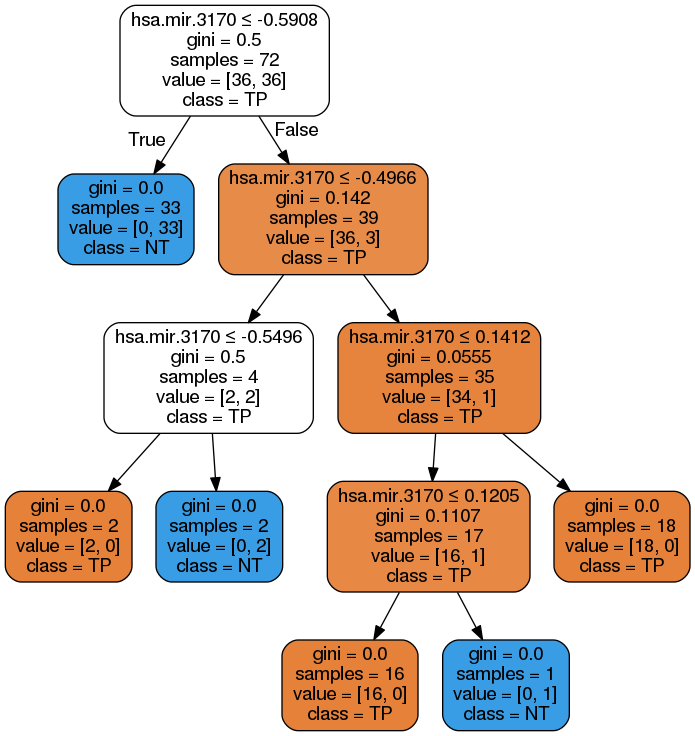 hsa.mir.3170 ≤ -0.5908
gini = 0.5
samples = 72
value = [36, 36]
class = TP
True
False
gini = 0.0
samples = 33
value = [0, 33]
class = NT
hsa.mir.3170 ≤ -0.4966
gini = 0.142
samples = 39
value = [36, 3]
class = TP
hsa.mir.3170 ≤ -0.5496
gini = 0.5
samples = 4
value = [2, 2]
class = TP
hsa.mir.3170 ≤ 0.1412
gini = 0.0555
samples = 35
value = [34, 1]
class = TP
gini = 0.0
samples = 2
value = [2, 0]
class = TP
gini = 0.0
samples = 2
value = [0, 2]
class = NT
hsa.mir.3170 ≤ 0.1205
gini = 0.1107
samples = 17
value = [16, 1]
class = TP
gini = 0.0
samples = 18
value = [18, 0]
class = TP
gini = 0.0
samples = 16
value = [16, 0]
class = TP
gini = 0.0
samples = 1
value = [0, 1]
class = NT